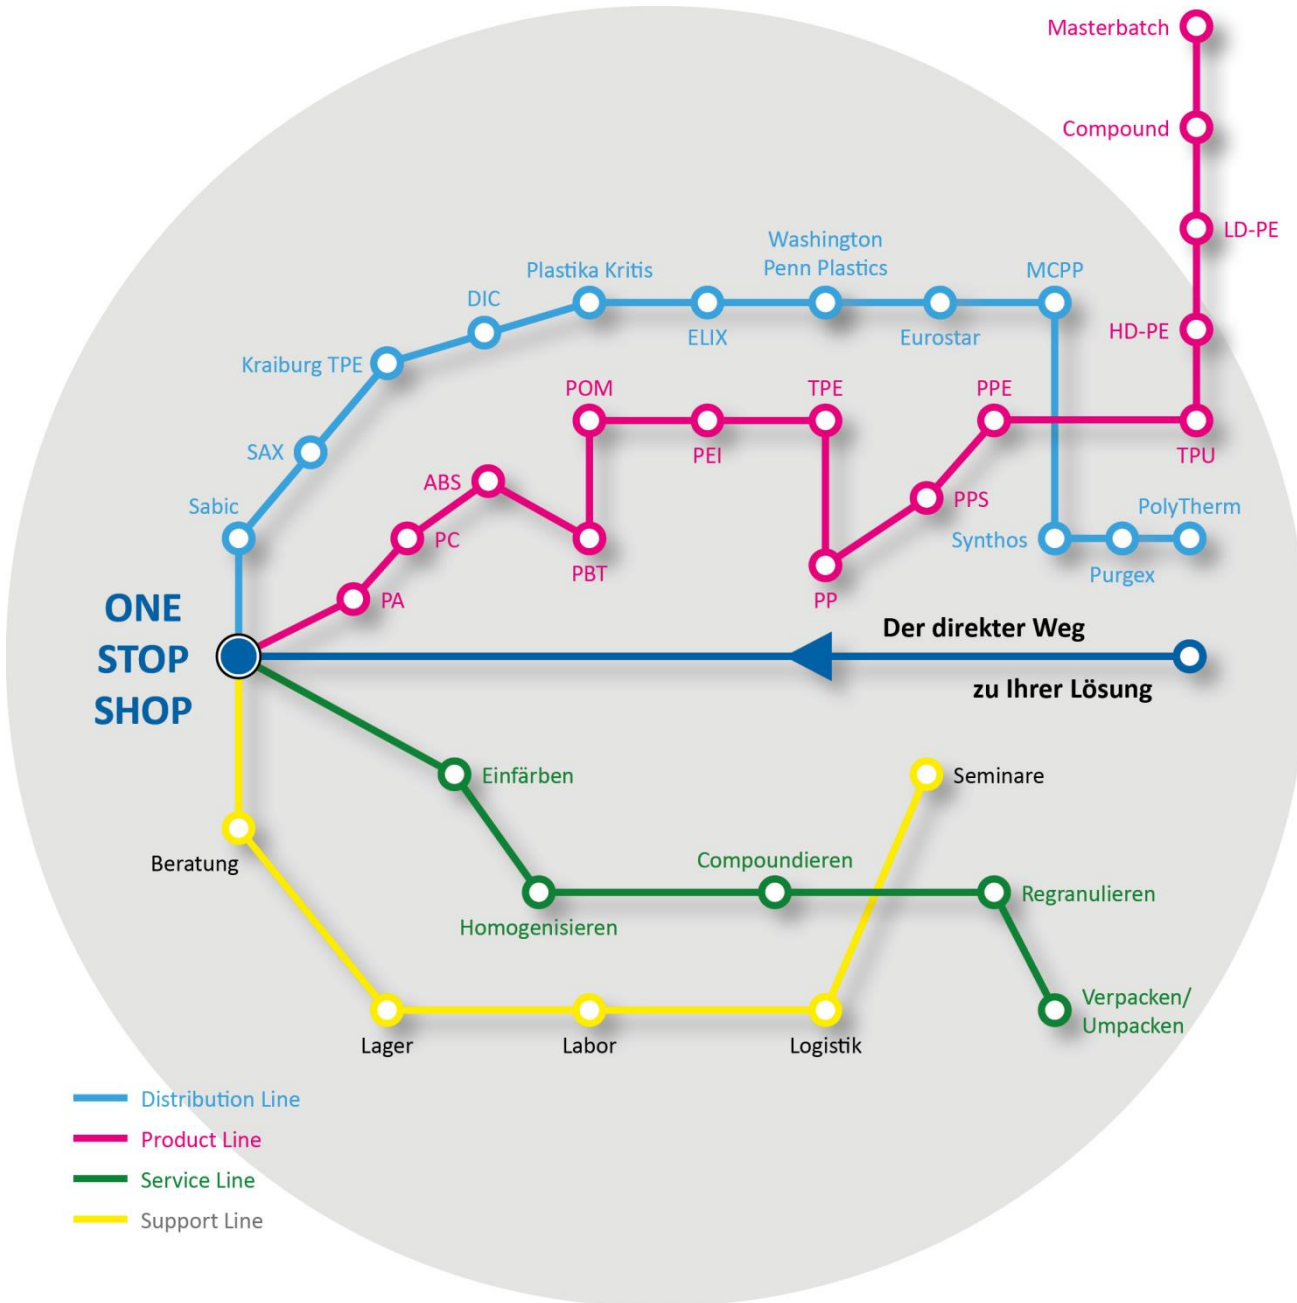 Masterbatch
Compound
LD-PE
HD-PE
TPU
Washington
Penn Plastics
MCPP
Plastika Kritis
DIC
ELIX
Eurostar
Kraiburg TPE
POM
TPE
PPE
SAX
PEI
ABS
PPS
Sabic
PC
PolyTherm
Synthos
PBT
Purgex
PP
PA
ONE
STOP
SHOP
Der direkter Weg
zu Ihrer Lösung
Einfärben
Seminare
Beratung
Compoundieren
Regranulieren
Homogenisieren
Verpacken/
Umpacken
Lager
Labor
Logistik
Distribution Line
Product Line
Service Line
Support Line